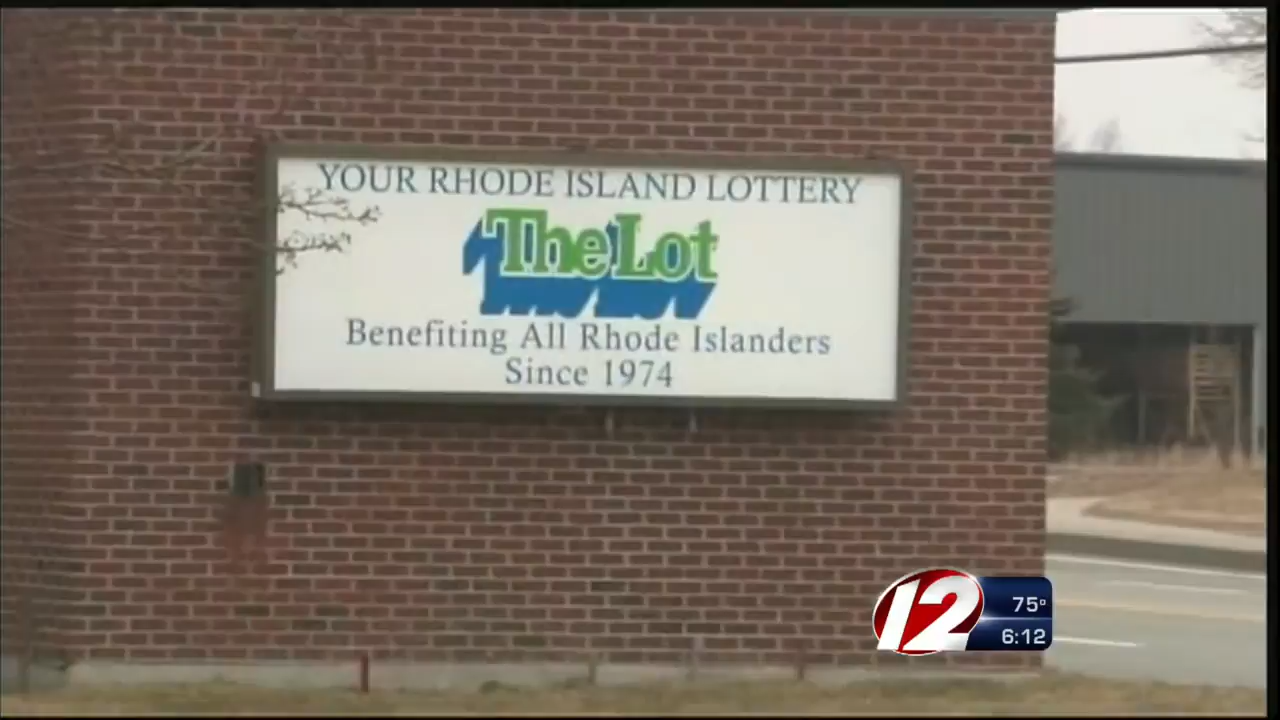 YOUR RHODE ISLAND LOTTERY
The Lot
Benefiting All Rhode Islanders
Since 1974
12
75°
6:12